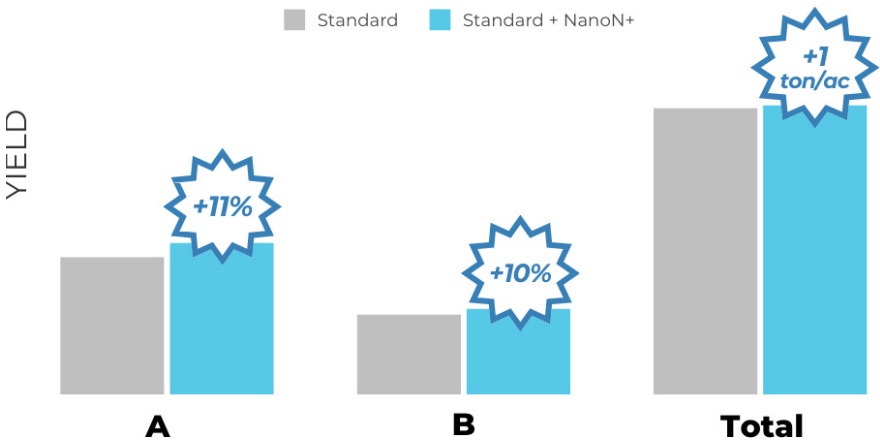 Standard
Standard + NanoN+
YIELD
+11%
+10%
+1
ton/ac
A
B
Total